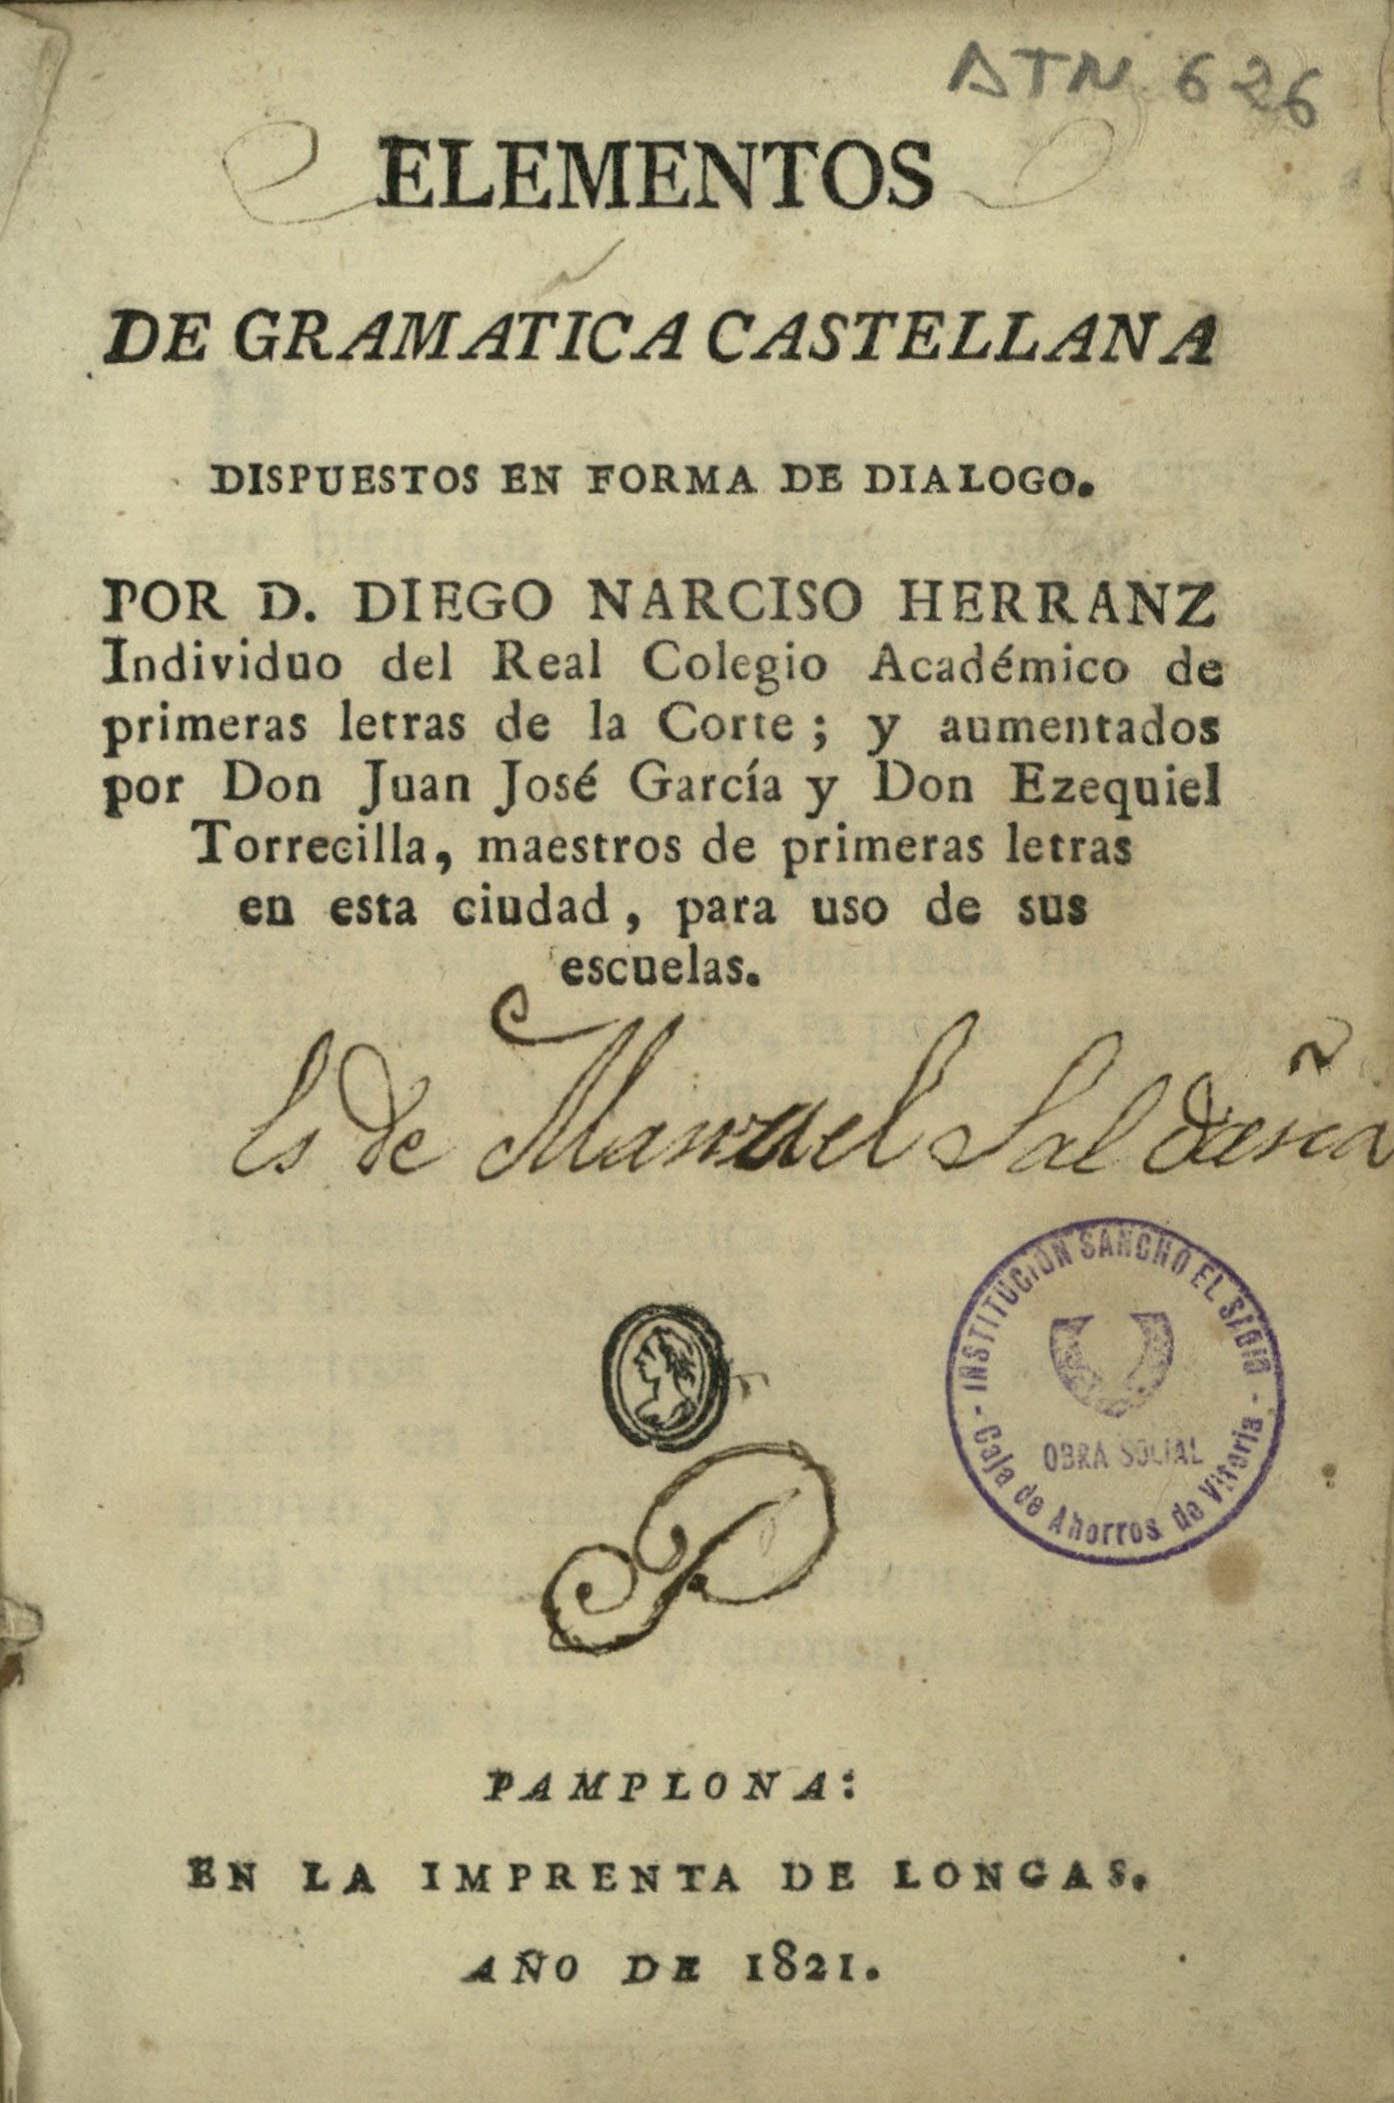 ATN 626
ELEMENTOS
DE GRAMATICA CASTELLANA
DISPUESTOS EN FORMA DE DIALOGO.
POR D. DIEGO NARCISO HERRANZ
Individuo del Real Colegio Académico de
primeras letras de la Corte; y aumentados
por Don Juan José García y Don Ezequiel
Torrecilla, maestros de primeras letras
en esta ciudad, para uso de sus
escuelas.
Es de Manuel Saldaña
INSTITUCIÓN SANCHO EL SABIO
OBRA SOCIAL
- Caja de Ahorros de Vitoria -
P
PAMPLONA:
EN LA IMPRENTA DE LONGAS.
AÑO DE 1821.